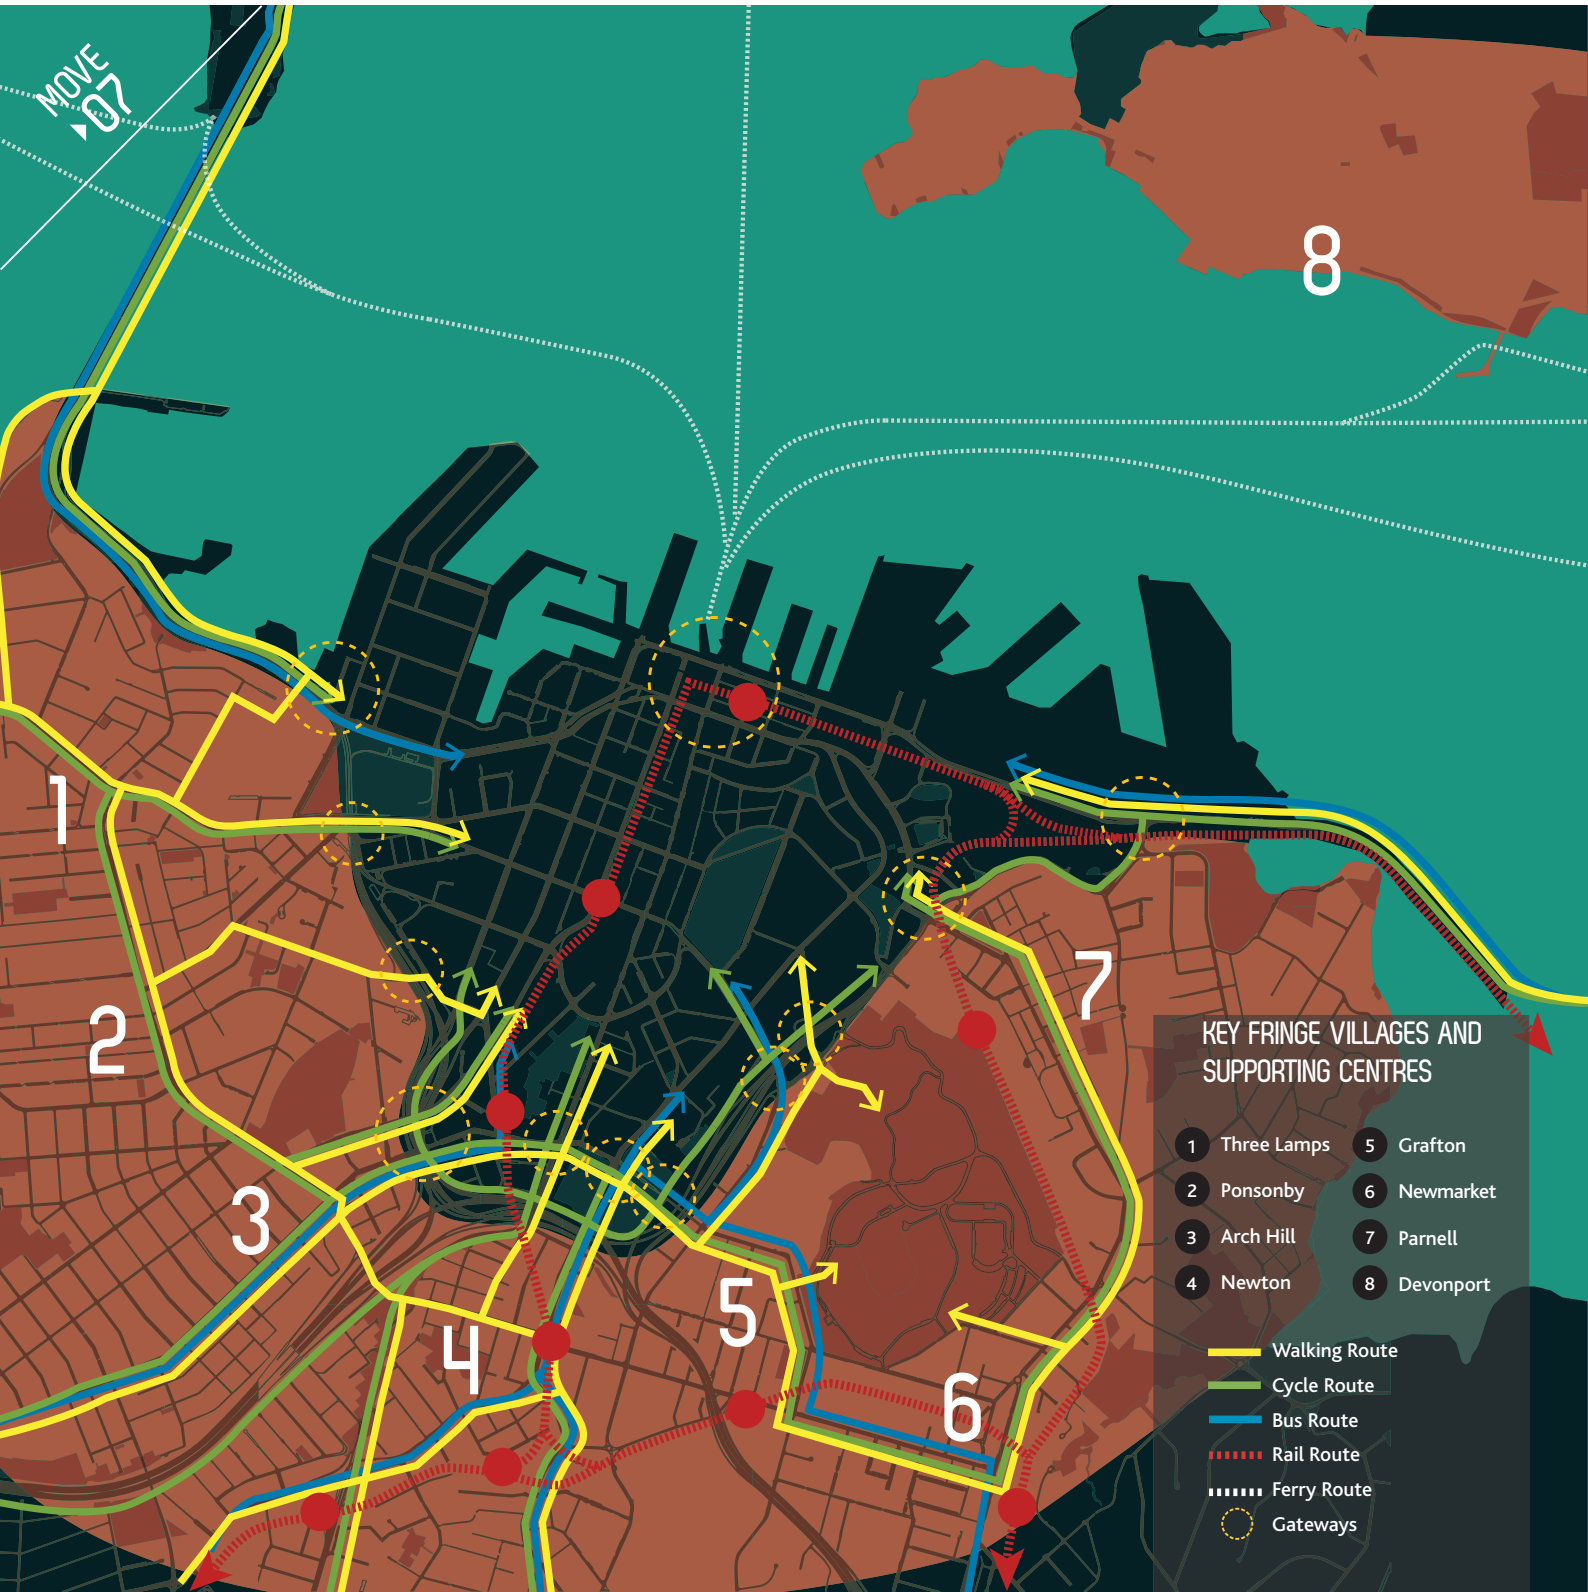 MOVE
07
8
1
2
3
4
5
6
7
KEY FRINGE VILLAGES AND
SUPPORTING CENTRES
1 Three Lamps
2 Ponsonby
3 Arch Hill
4 Newton
5 Grafton
6 Newmarket
7 Parnell
8 Devonport
Walking Route
Cycle Route
Bus Route
Rail Route
Ferry Route
Gateways